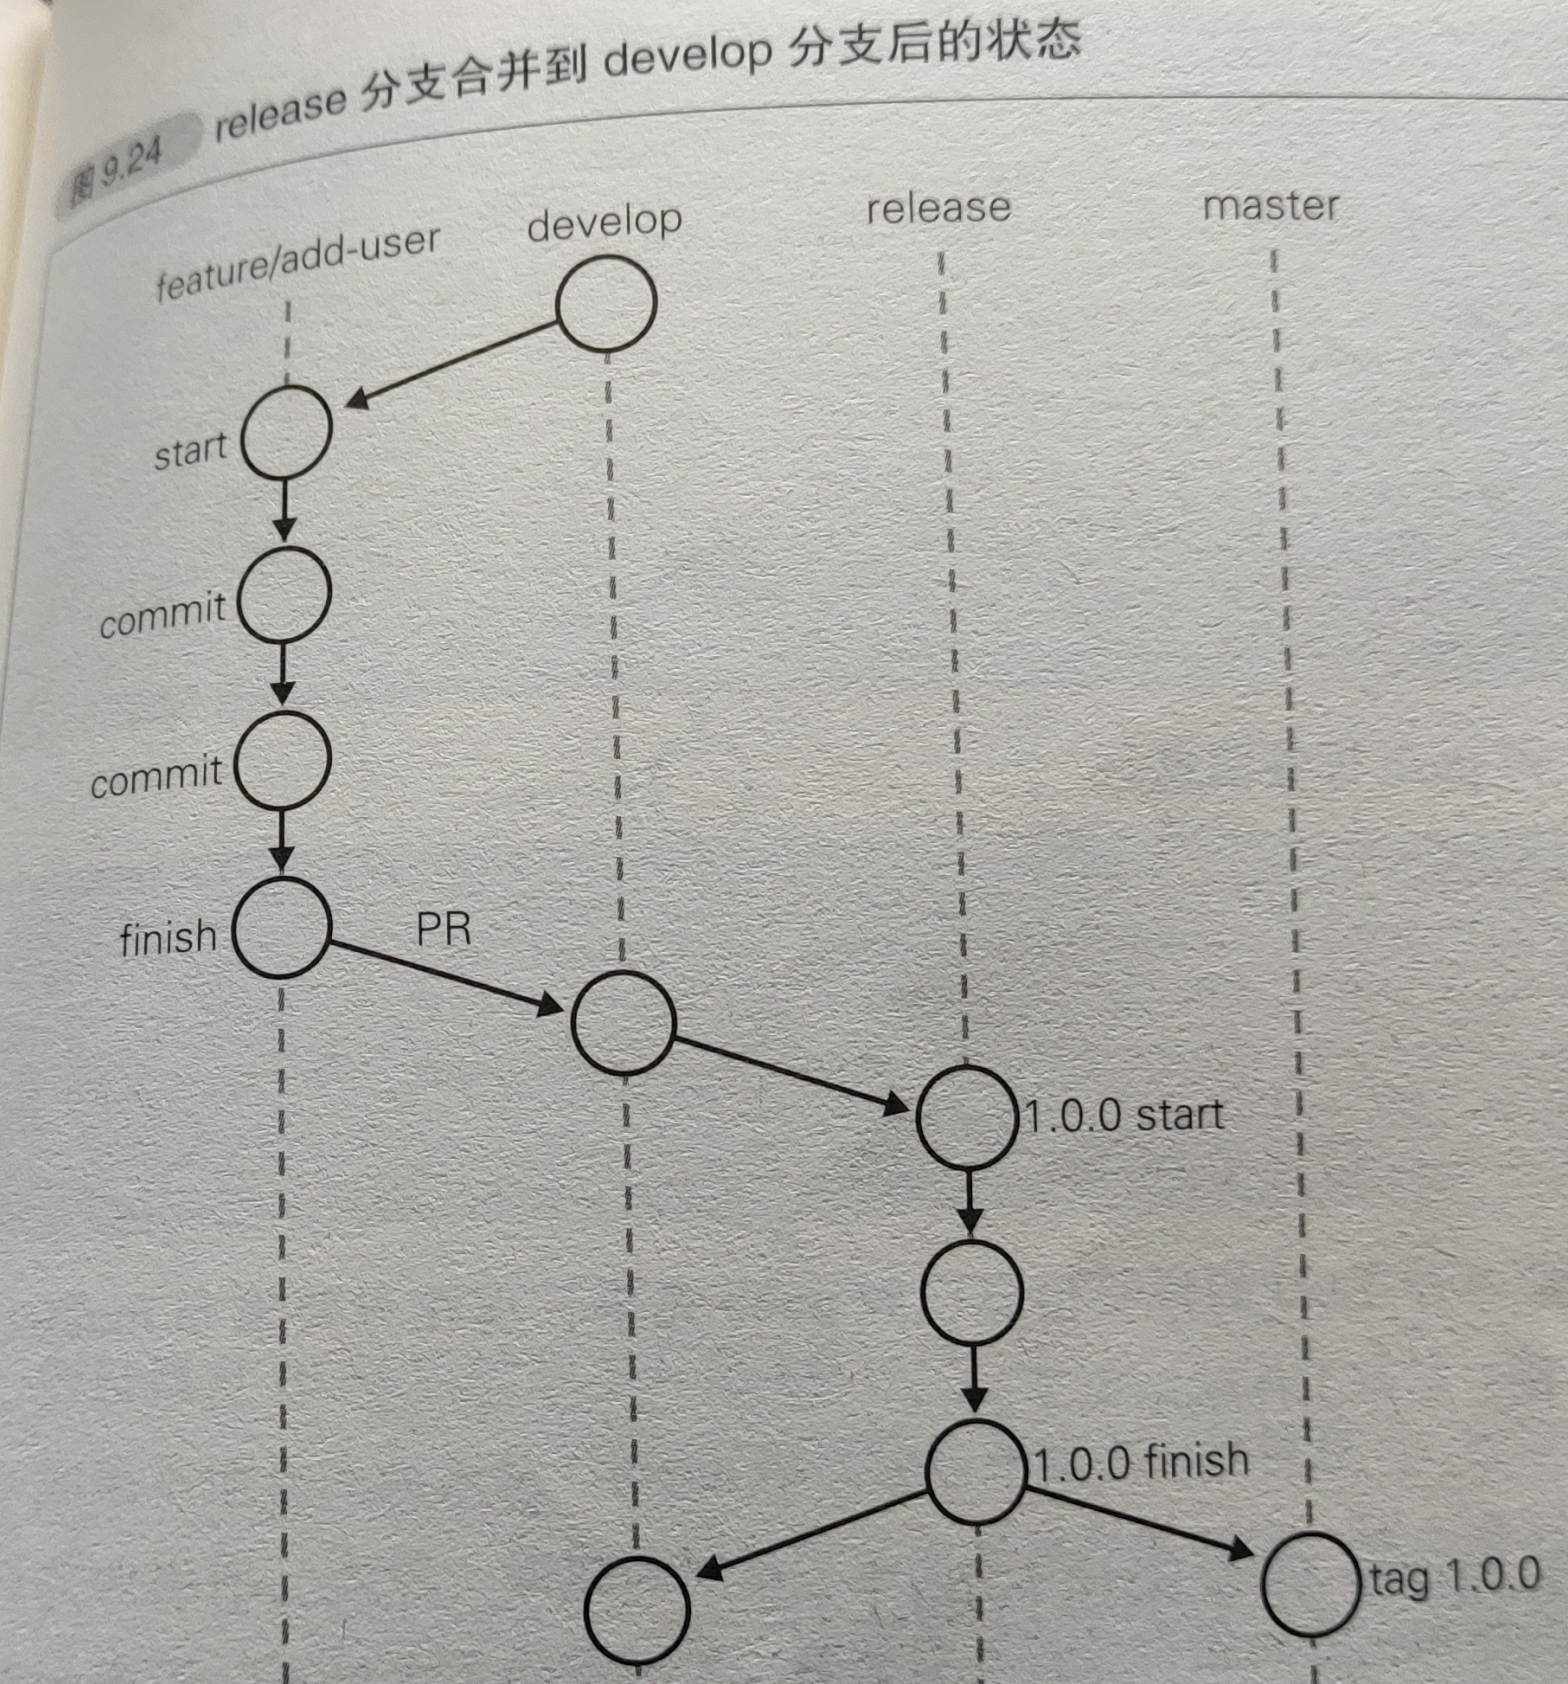 图 9.24 release 分支合并到 develop 分支后的状态
feature/add-user develop release master
start
commit
commit
finish PR
1.0.0 start
1.0.0 finish
tag 1.0.0